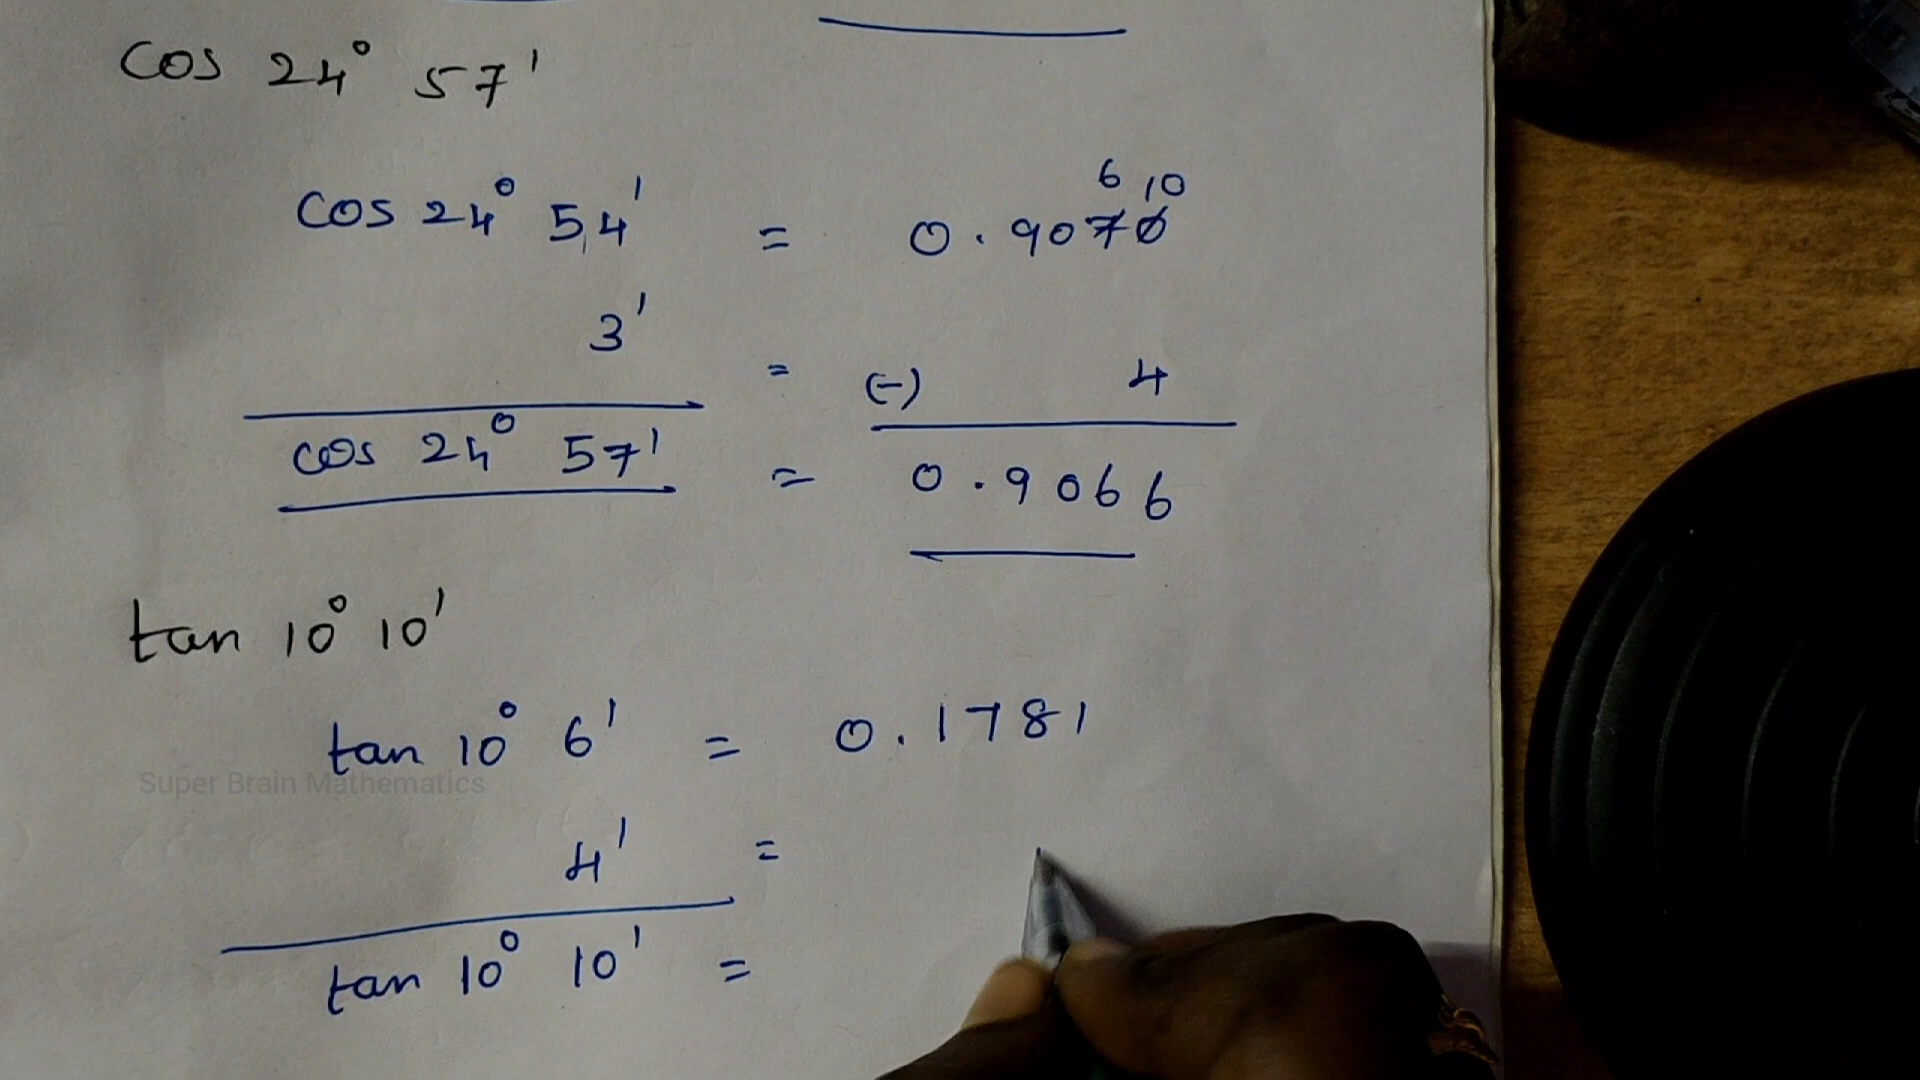 cos 24° 57'
6 10
cos 24° 54' = 0.9070
3' = (-) 4
cos 24° 57' = 0.9066
tan 10° 10'
tan 10° 6' = 0.1781
Super Brain Mathematics
4' =
tan 10° 10' =